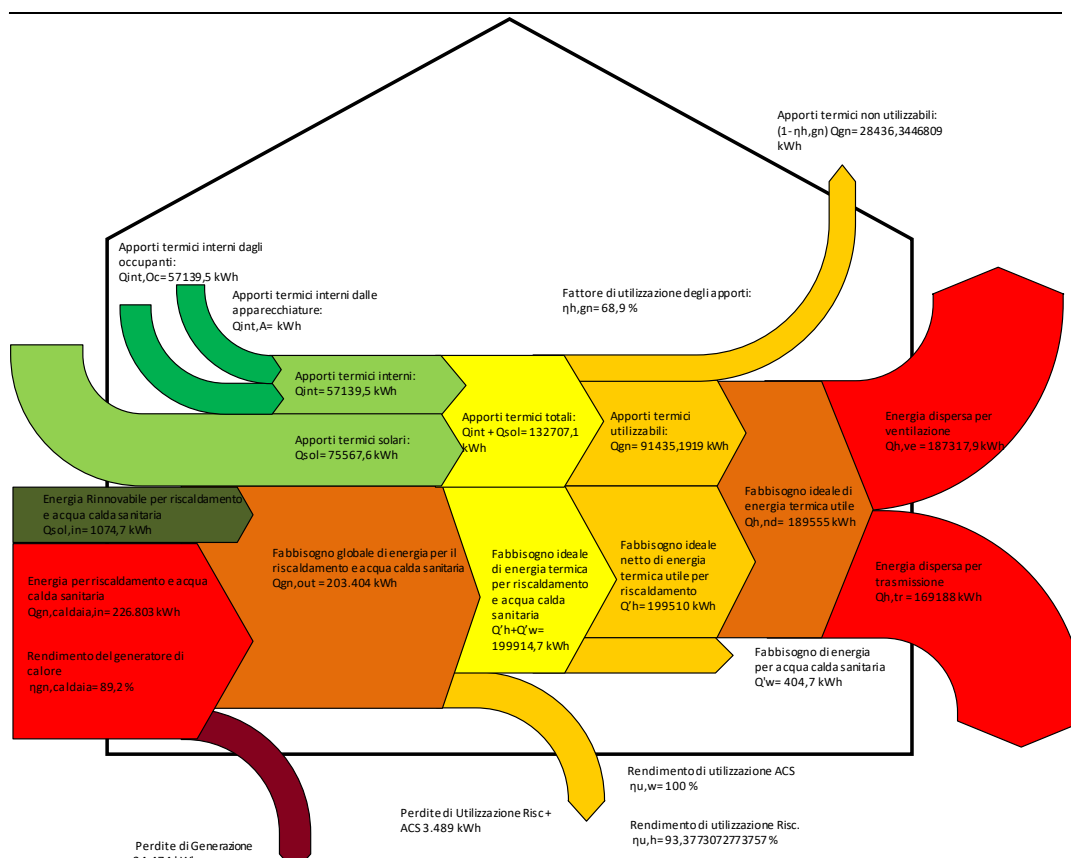 Apporti termici non utilizzabili:
(1- ηh,gn) Qgn= 28436,3446809
kWh
Apporti termici interni dagli
occupanti:
Qint,Oc= 57139,5 kWh
Apporti termici interni dalle
apparecchiature:
Qint,A= kWh
Fattore di utilizzazione degli apporti:
ηh,gn= 68,9 %
Apporti termici interni:
Qint= 57139,5 kWh
Apporti termici solari:
Qsol= 75567,6 kWh
Apporti termici totali:
Qint + Qsol= 132707,1
kWh
Apporti termici
utilizzabili:
Qgn= 91435,1919 kWh
Energia dispersa per
ventilazione
Qh,ve = 187317,9 kWh
Energia Rinnovabile per riscaldamento
e acqua calda sanitaria
Qsol,in= 1074,7 kWh
Fabbisogno ideale di
energia termica utile
Qh,nd= 189555 kWh
Fabbisogno globale di energia per il
riscaldamento e acqua calda sanitaria
Qgn,out = 203.404 kWh
Fabbisogno ideale
di energia termica
per riscaldamento
e acqua calda
sanitaria
Q'h+Q'w=
199914,7 kWh
Fabbisogno ideale
netto di energia
termica utile per
riscaldamento
Q'h= 199510 kWh
Energia dispersa per
trasmissione
Qh,tr = 169188 kWh
Energia per riscaldamento e acqua
calda sanitaria
Qgn,caldaia,in= 226.803 kWh
Rendimento del generatore di
calore
ηgn,caldaia= 89,2 %
Fabbisogno di energia
per acqua calda sanitaria
Q'w= 404,7 kWh
Rendimento di utilizzazione ACS
ηu,w= 100 %
Perdite di Utilizzazione Risc +
ACS 3.489 kWh
Rendimento di utilizzazione Risc.
ηu,h= 93,3773072773757 %
Perdite di Generazione